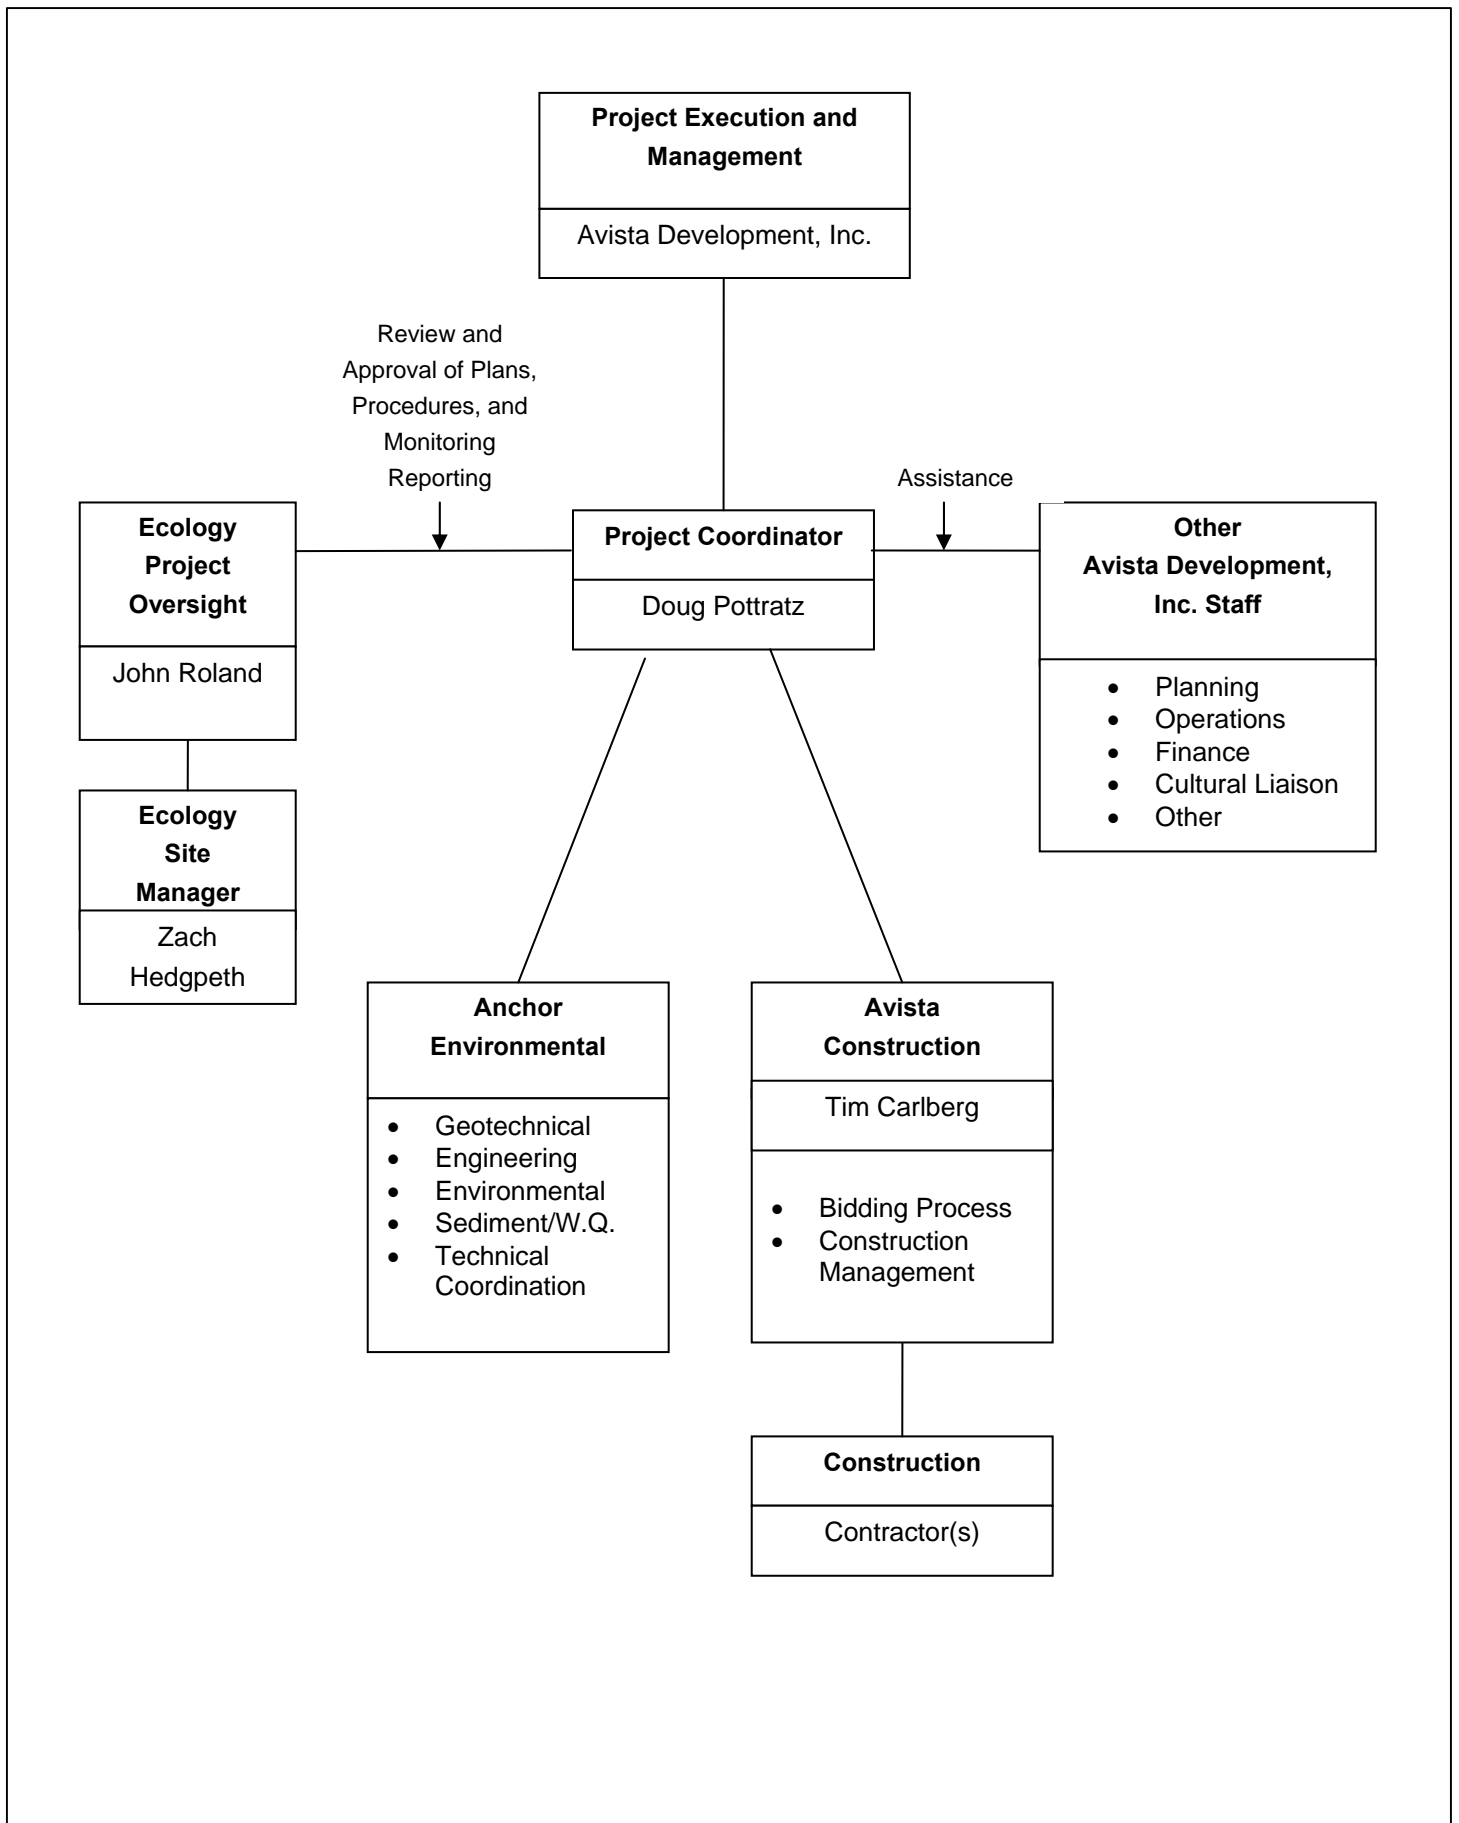 Project Execution and
Management
Avista Development, Inc.
Review and
Approval of Plans,
Procedures, and
Monitoring
Reporting
Assistance
Ecology
Project
Oversight
John Roland
Project Coordinator
Doug Pottratz
Other
Avista Development,
Inc. Staff
• Planning
• Operations
• Finance
• Cultural Liaison
• Other
Ecology
Site
Manager
Zach
Hedgpeth
Anchor
Environmental
• Geotechnical
• Engineering
• Environmental
• Sediment/W.Q.
• Technical
Coordination
Avista
Construction
Tim Carlberg
• Bidding Process
• Construction
Management
Construction
Contractor(s)